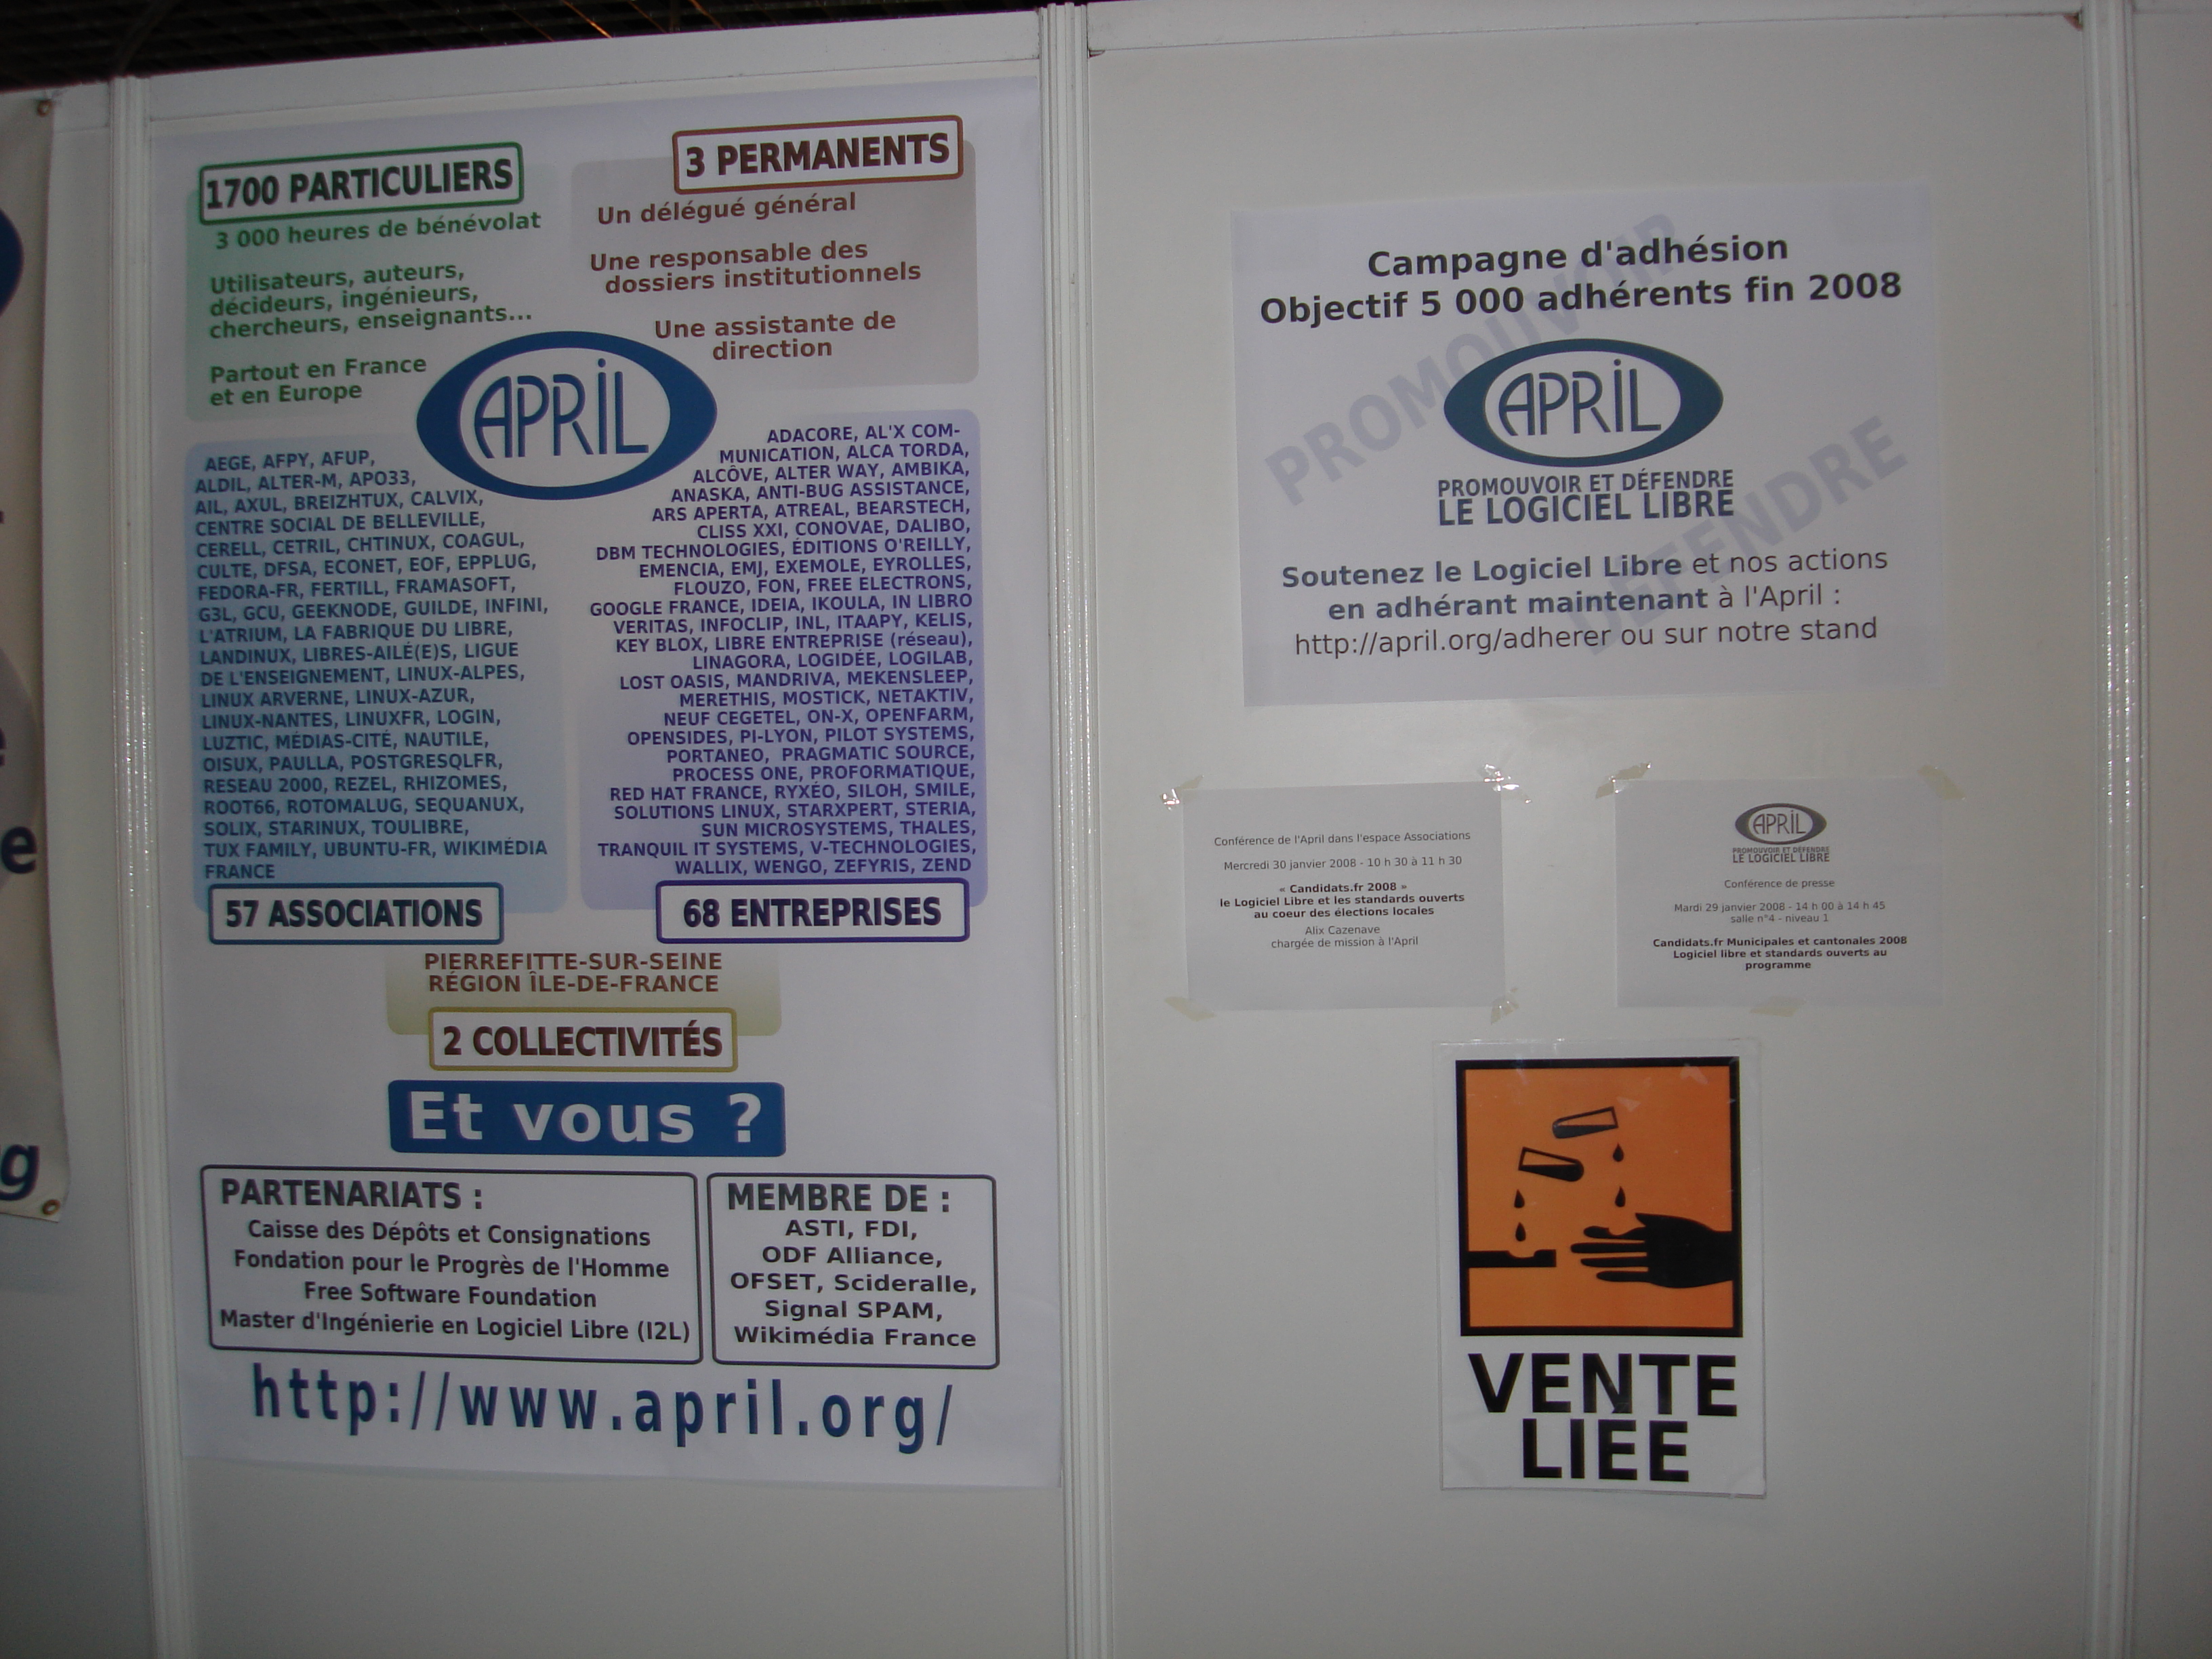 1700 PARTICULIERS
3 000 heures de bénévolat
Utilisateurs, auteurs,
décideurs, ingénieurs,
chercheurs, enseignants...
Partout en France
et en Europe
3 PERMANENTS
Un délégué général
Une responsable des
dossiers institutionnels
Une assistante de
direction
APRIL
AEGE, AFPY, AFUP,
ALDIL, ALTER-M, APO33,
AIL, AXUL, BREIZHTUX, CALVIX,
CENTRE SOCIAL DE BELLEVILLE,
CERELL, CETRIL, CHTINUX, COAGUL,
CULTE, DFSA, ECONET, EOF, EPPLUG,
FEDORA-FR, FERTILL, FRAMASOFT,
G3L, GCU, GEEKNODE, GUILDE, INFINI,
L'ATRIUM, LA FABRIQUE DU LIBRE,
LANDINUX, LIBRES-AILÉ(E)S, LIGUE
DE L'ENSEIGNEMENT, LINUX-ALPES,
LINUX ARVERNE, LINUX-AZUR,
LINUX-NANTES, LINUXFR, LOGIN,
LUZTIC, MÉDIAS-CITÉ, NAUTILE,
OISUX, PAULLA, POSTGRESQLFR,
RESEAU 2000, REZEL, RHIZOMES,
ROOT66, ROTOMALUG, SEQUANUX,
SOLIX, STARINUX, TOULIBRE,
TUX FAMILY, UBUNTU-FR, WIKIMÉDIA
FRANCE
57 ASSOCIATIONS
ADACORE, AL'X COM-
MUNICATION, ALCA TORDA,
ALCÔVE, ALTER WAY, AMBIKA,
ANASKA, ANTI-BUG ASSISTANCE,
ARS APERTA, ATREAL, BEARSTECH,
CLISS XXI, CONOVAE, DALIBO,
DBM TECHNOLOGIES, ÉDITIONS O'REILLY,
EMENCIA, EMJ, EXEMOLE, EYROLLES,
FLOUZO, FON, FREE ELECTRONS,
GOOGLE FRANCE, IDEIA, IKOULA, IN LIBRO
VERITAS, INFOCLIP, INL, ITAAPY, KELIS,
KEY BLOX, LIBRE ENTREPRISE (réseau),
LINAGORA, LOGIDÉE, LOGILAB,
LOST OASIS, MANDRIVA, MEKENSLEEP,
MERETHIS, MOSTICK, NETAKTIV,
NEUF CEGETEL, ON-X, OPENFARM,
OPENSIDES, PI-LYON, PILOT SYSTEMS,
PORTANEO, PRAGMATIC SOURCE,
PROCESS ONE, PROFORMATIQUE,
RED HAT FRANCE, RYXÉO, SILOH, SMILE,
SOLUTIONS LINUX, STARXPERT, STERIA,
SUN MICROSYSTEMS, THALES,
TRANQUIL IT SYSTEMS, V-TECHNOLOGIES,
WALLIX, WENGO, ZEFYRIS, ZEND
68 ENTREPRISES
PIERREFITTE-SUR-SEINE
RÉGION ÎLE-DE-FRANCE
2 COLLECTIVITÉS
Et vous ?
PARTENARIATS :
Caisse des Dépôts et Consignations
Fondation pour le Progrès de l'Homme
Free Software Foundation
Master d'Ingénierie en Logiciel Libre (I2L)
MEMBRE DE :
ASTI, FDI,
ODF Alliance,
OFSET, Scideralle,
Signal SPAM,
Wikimédia France
http://www.april.org/
Campagne d'adhésion
Objectif 5 000 adhérents fin 2008
PROMOUVOIR
DÉFENDRE
APRIL
PROMOUVOIR ET DÉFENDRE
LE LOGICIEL LIBRE
Soutenez le Logiciel Libre et nos actions
en adhérant maintenant à l'April :
http://april.org/adherer ou sur notre stand
Conférence de l'April dans l'espace Associations
Mercredi 30 janvier 2008 - 10 h 30 à 11 h 30
« Candidats.fr 2008 »
le Logiciel Libre et les standards ouverts
au coeur des élections locales
Alix Cazenave
chargée de mission à l'April
APRIL
PROMOUVOIR ET DÉFENDRE
LE LOGICIEL LIBRE
Conférence de presse
Mardi 29 janvier 2008 - 14 h 00 à 14 h 45
salle n°4 - niveau 1
Candidats.fr Municipales et cantonales 2008
Logiciel libre et standards ouverts au
programme
VENTE
LIÉE
e
e
g